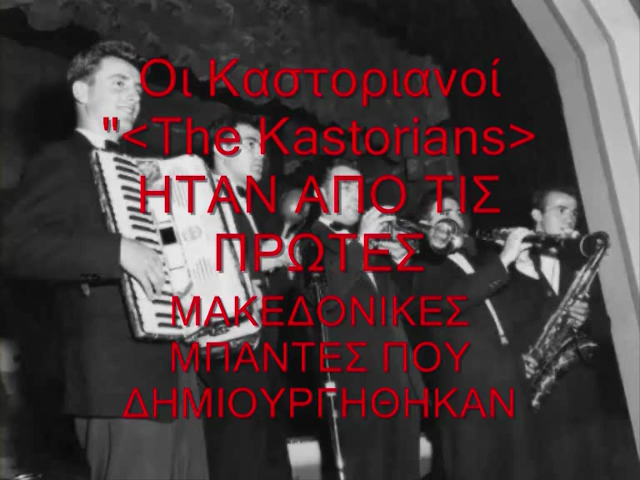 Οι Καστοριανοί
"<The Kastorians>
ΗΤΑΝ ΑΠΟ ΤΙΣ
ΠΡΩΤΕΣ
ΜΑΚΕΔΟΝΙΚΕΣ
ΜΠΑΝΤΕΣ ΠΟΥ
ΔΗΜΙΟΥΡΓΗΘΗΚΑΝ